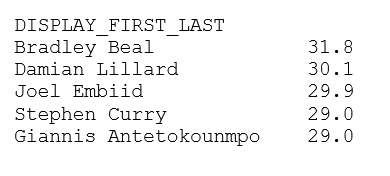 DISPLAY_FIRST_LAST
Bradley Beal 31.8
Damian Lillard 30.1
Joel Embiid 29.9
Stephen Curry 29.0
Giannis Antetokounmpo 29.0